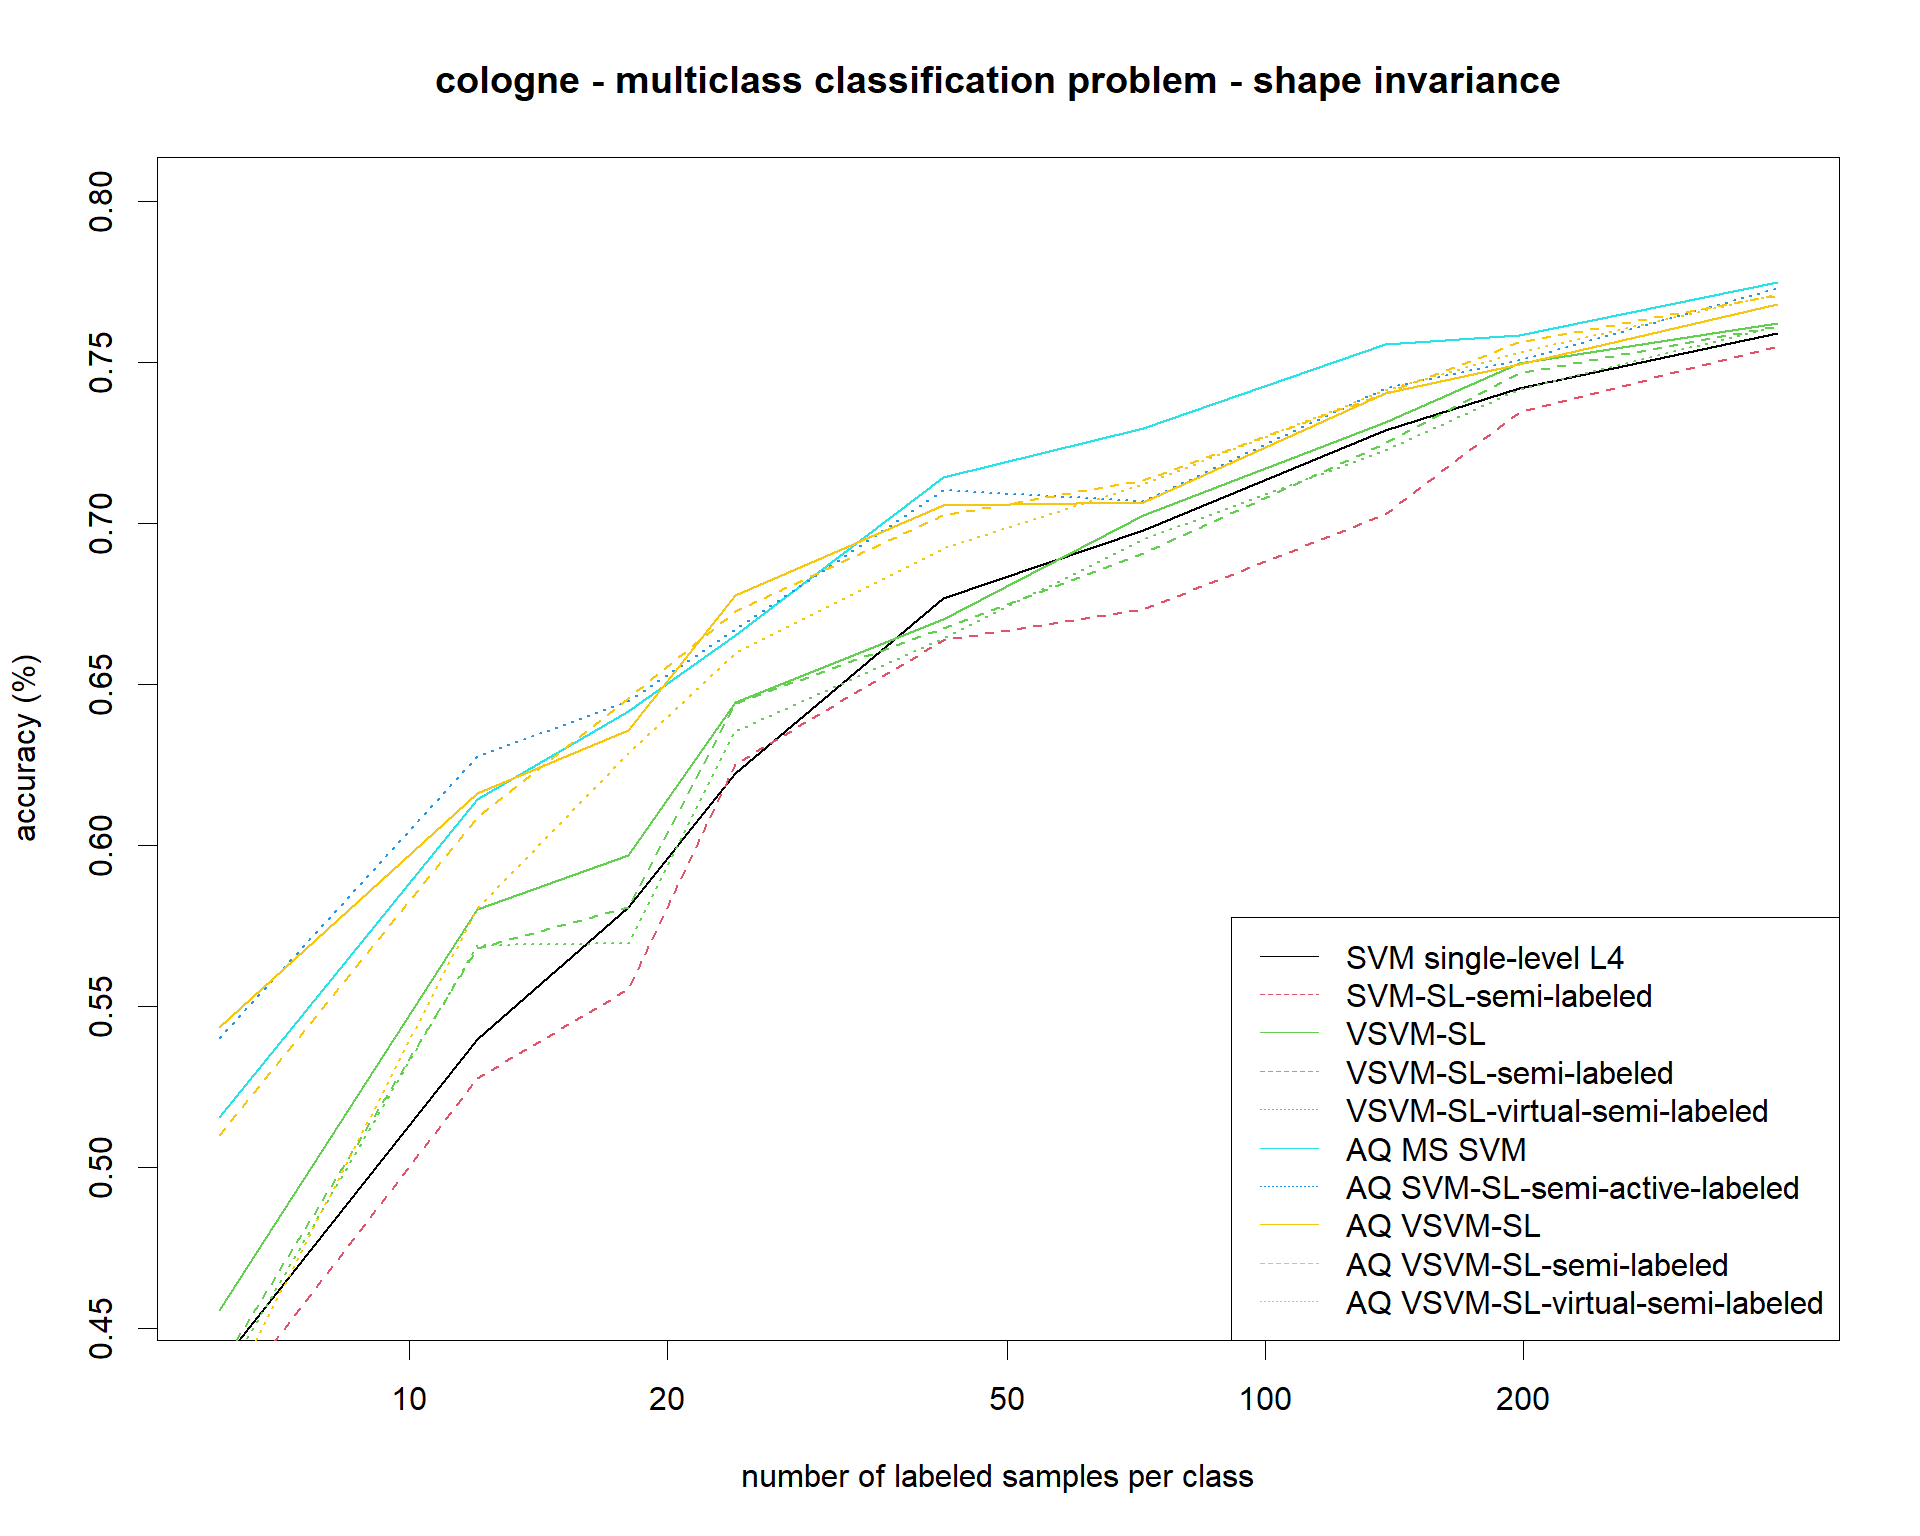 cologne - multiclass classification problem - shape invariance
accuracy (%)
0.80
0.75
0.70
0.65
0.60
0.55
0.50
0.45
10 20 50 100 200
number of labeled samples per class
SVM single-level L4
SVM-SL-semi-labeled
VSVM-SL
VSVM-SL-semi-labeled
VSVM-SL-virtual-semi-labeled
AQ MS SVM
AQ SVM-SL-semi-active-labeled
AQ VSVM-SL
AQ VSVM-SL-semi-labeled
AQ VSVM-SL-virtual-semi-labeled